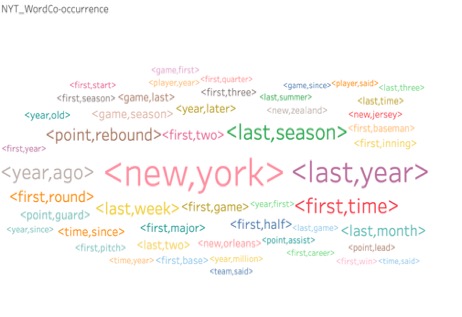 NYT_WordCo-occurrence
<game,first>
<first,start> <player,year> <first,quarter> <game,since> <player,said> <last,three>
<first,season> <game,last> <first,three> <last,summer> <last,time>
<year,old> <game,season> <year,later> <new,zealand> <new,jersey>
<point,rebound> <first,two> <last,season> <first,baseman>
<first,year> <first,inning>
<year,ago> <new,york> <last,year>
<first,round> <last,week> <first,game> <year,first> <first,time>
<point,guard>
<year,since> <time,since> <first,major> <first,half> <last,game> <last,month>
<first,pitch> <last,two> <new,orleans> <point,assist> <point,lead>
<time,year> <first,base> <year,million> <first,career> <first,win> <time,said>
<team,said>